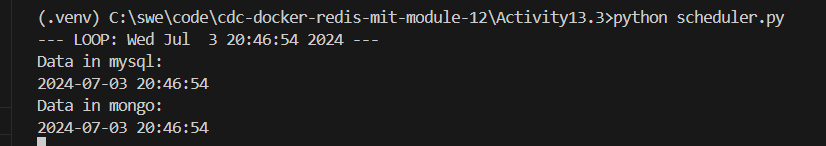 (.venv) C:\swe\code\cdc-docker-redis-mit-module-12\Activity13.3>python scheduler.py
--- LOOP: Wed Jul  3 20:46:54 2024 ---
Data in mysql:
2024-07-03 20:46:54
Data in mongo:
2024-07-03 20:46:54